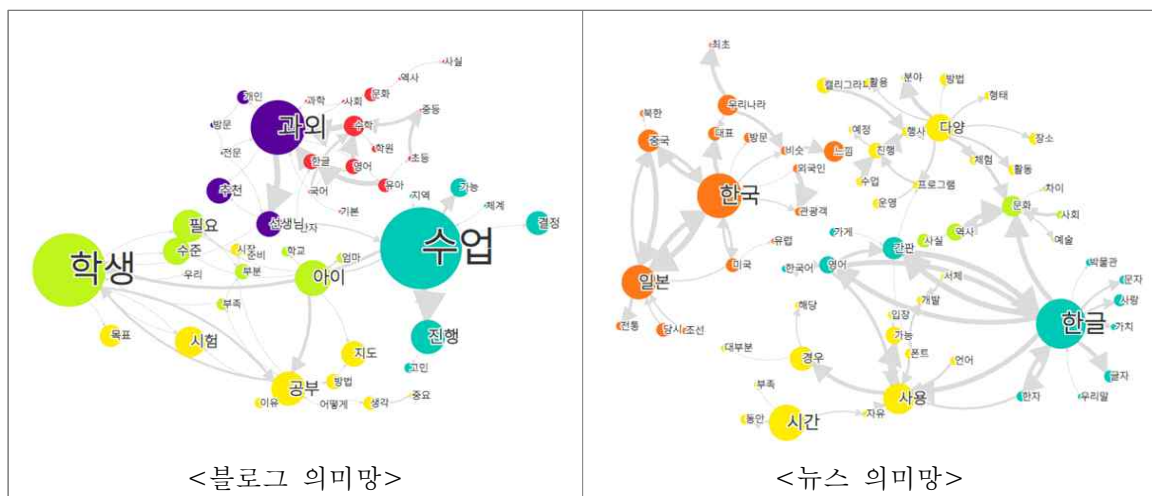 사실
역사
개인
과학
사회
문화
중등
방문
과외
수학
학원
전문
한글
영어
초등
국어
유아
추천
지역
가능
기본
체계
필요
선생님
한자
수업
결정
수준
시장
준비
학교
엄마
학생
우리
부분
아이
부족
목표
시험
진행
지도
고민
공부
방법
이유
어떻게
생각
중요
<블로그 의미망>
최초
캘리그라피
활용
분야
방법
형태
북한
우리나라
중국
대표
방문
예정
행사
다양
장소
비슷
느낌
진행
체험
활동
외국인
한국
수업
프로그램
차이
관광객
운영
문화
사회
가게
사실
역사
예술
유럽
간판
일본
미국
한국어
영어
서체
박물관
문자
해당
개발
한글
사랑
전통
당시
조선
입장
가치
대부분
가능
경우
폰트
언어
글자
부족
사용
한자
우리말
동안
시간
자유
<뉴스 의미망>